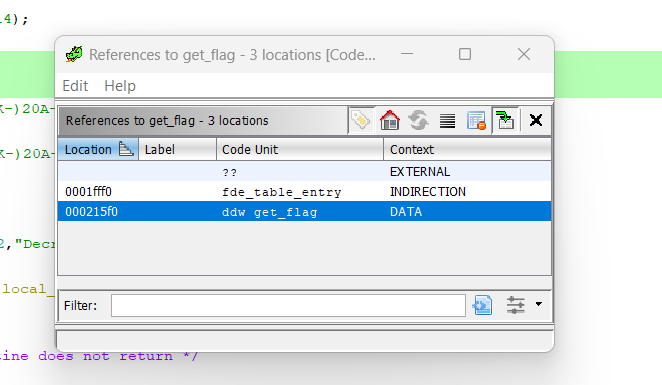 4);
References to get_flag - 3 locations [Code...
Edit Help
K-)20A-
References to get_flag - 3 locations
K-)20A-
Location Label Code Unit Context
?? EXTERNAL
0001fff0 fde_table_entry INDIRECTION
000215f0 ddw get_flag DATA
2,"Decr
local_
Filter:
ine does not return */